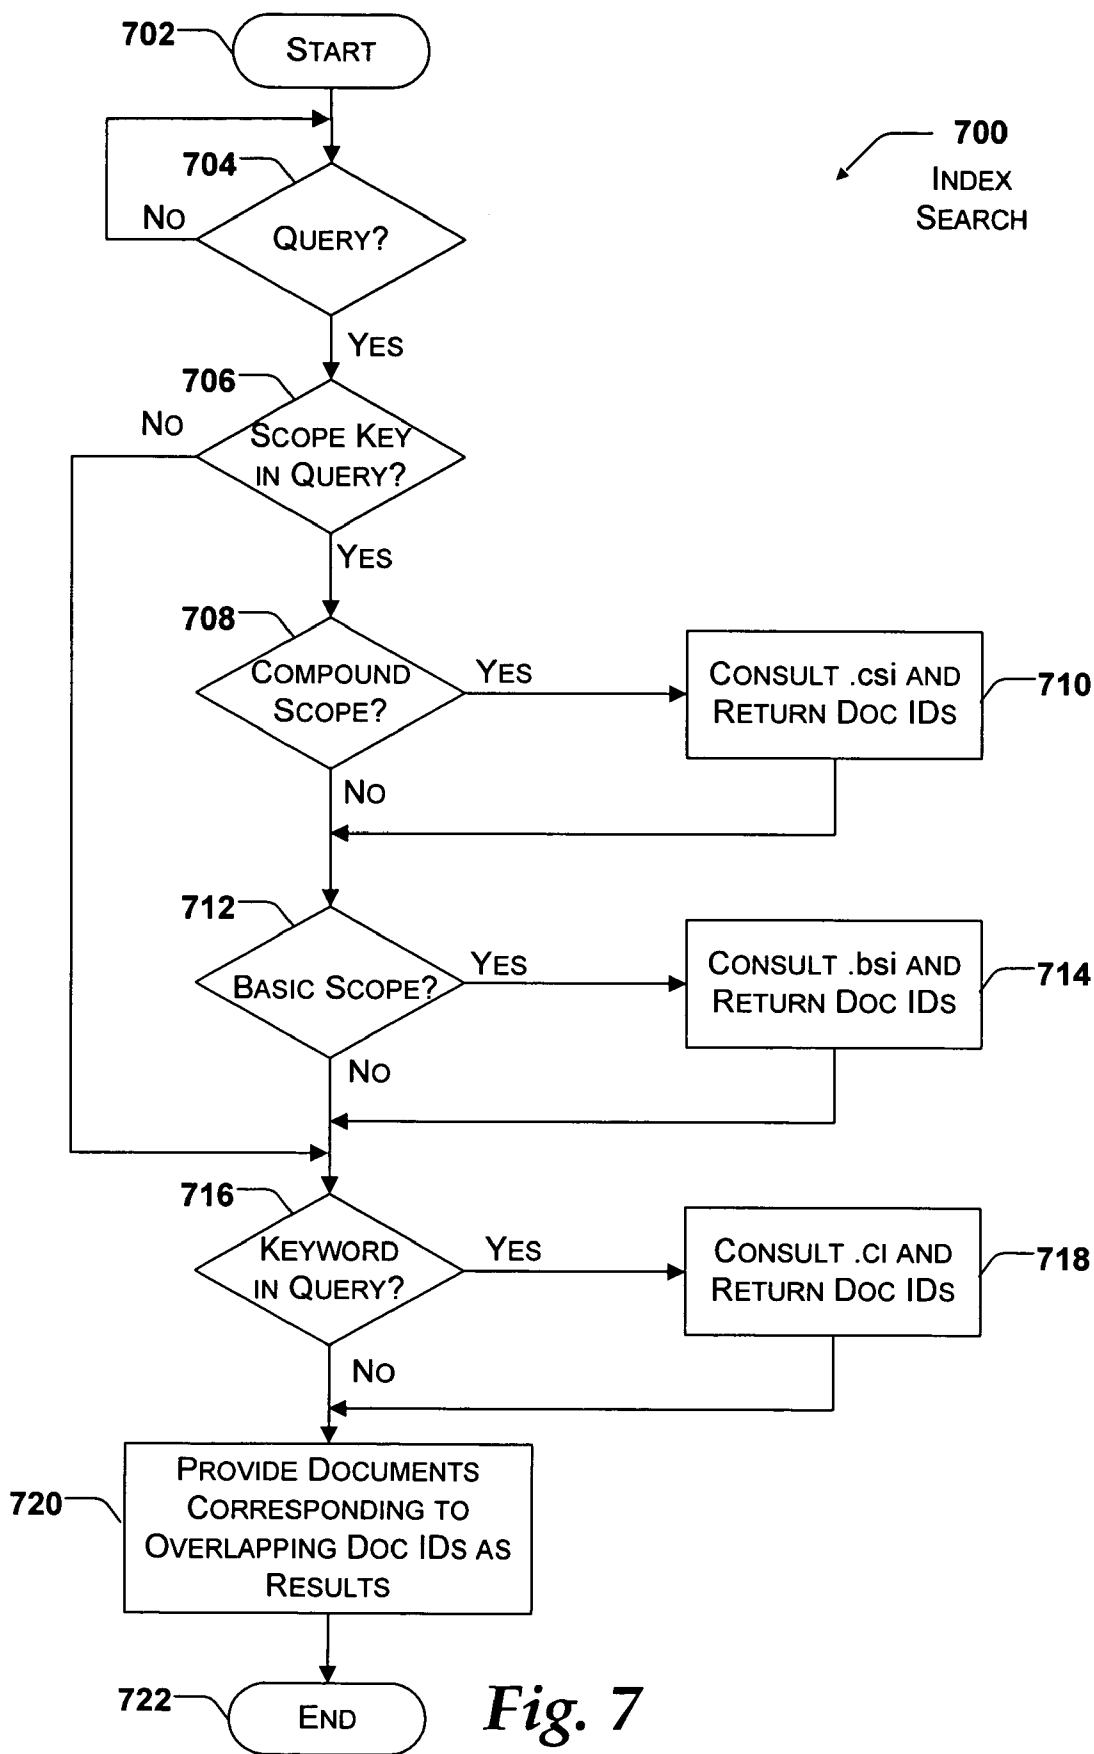 702
START
700
INDEX
SEARCH
704
NO
QUERY?
YES
706
NO
SCOPE KEY
IN QUERY?
YES
708
COMPOUND
SCOPE?
YES
CONSULT .csi AND
RETURN DOC IDS
710
NO
712
BASIC SCOPE?
YES
CONSULT .bsi AND
RETURN DOC IDS
714
NO
716
KEYWORD
IN QUERY?
YES
CONSULT .CI AND
RETURN DOC IDS
718
NO
720
PROVIDE DOCUMENTS
CORRESPONDING TO
OVERLAPPING DOC IDS AS
RESULTS
722
END
Fig. 7